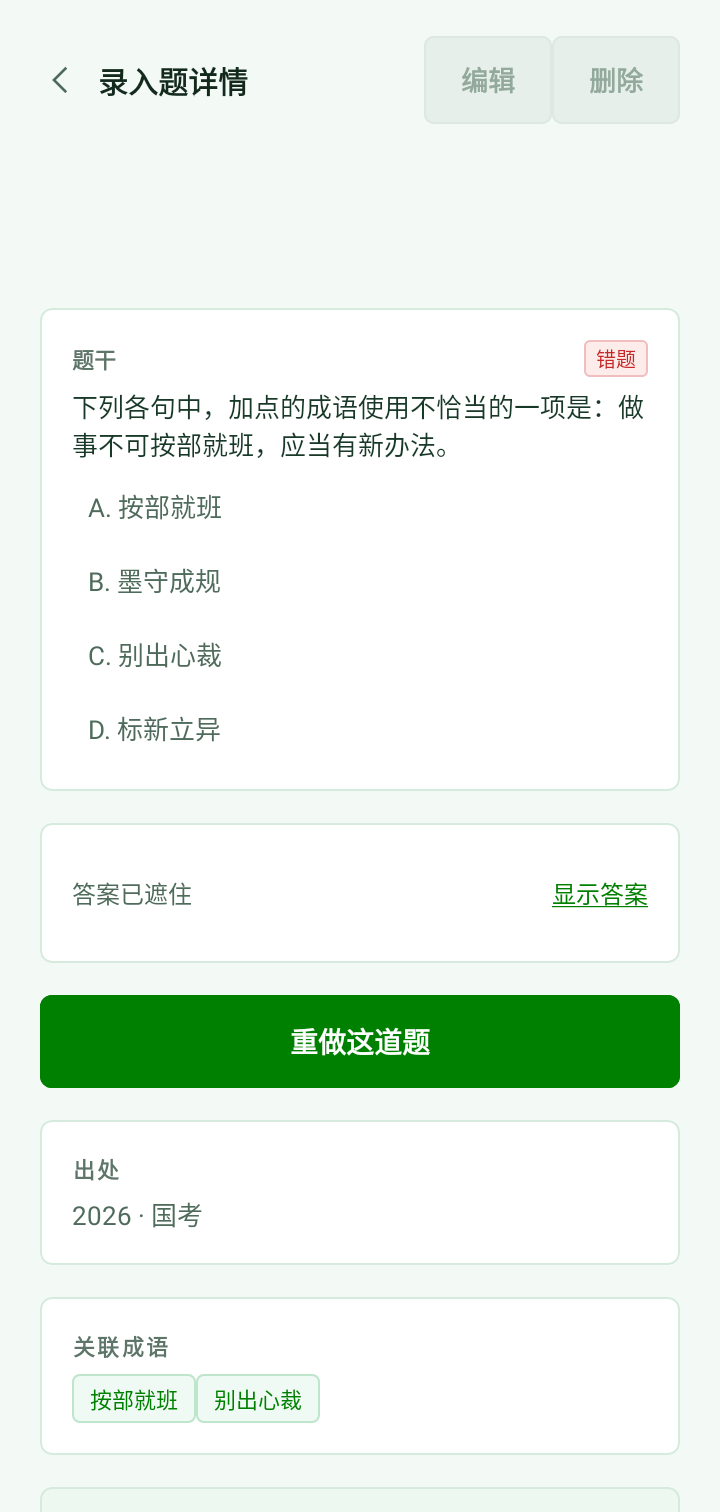 录入题详情
编辑
删除
题干
错题
下列各句中，加点的成语使用不恰当的一项是：做
事不可按部就班，应当有新办法。
A. 按部就班
B. 墨守成规
C. 别出心裁
D. 标新立异
答案已遮住
显示答案
重做这道题
出处
2026 · 国考
关联成语
按部就班
别出心裁